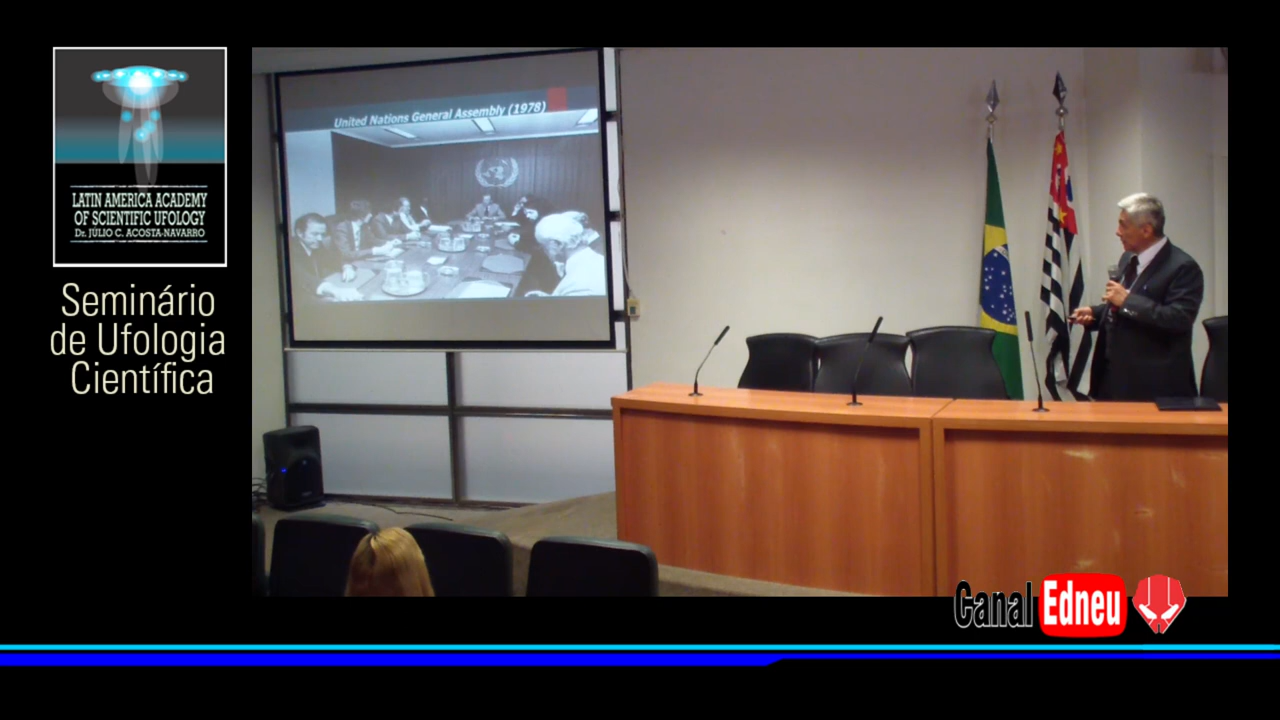 LATIN AMERICA ACADEMY
OF SCIENTIFIC UFOLOGY
Dr. JÚLIO C. ACOSTA-NAVARRO
Seminário
de Ufologia
Científica
United Nations General Assembly (1978)
Canal Edneu